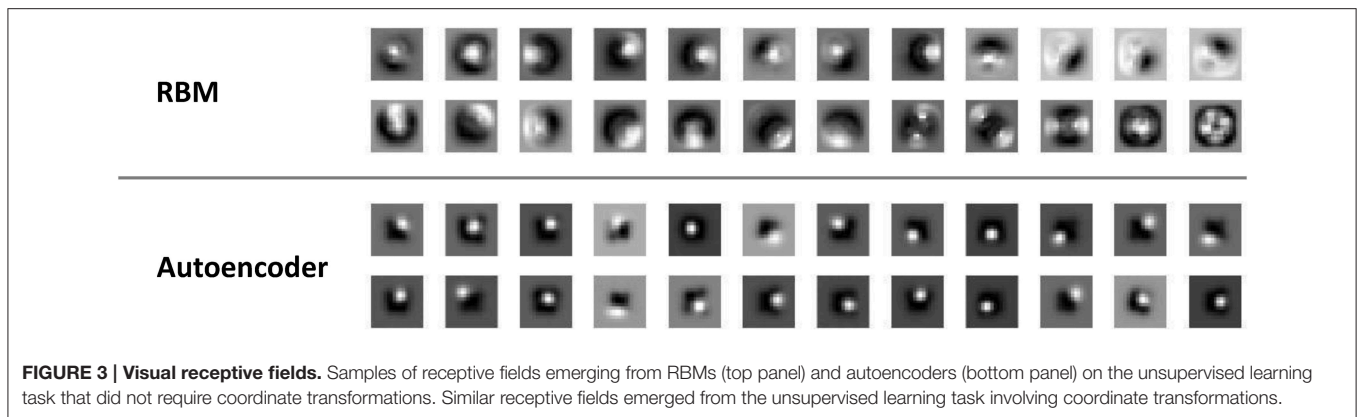 RBM
Autoencoder
FIGURE 3 | Visual receptive fields. Samples of receptive fields emerging from RBMs (top panel) and autoencoders (bottom panel) on the unsupervised learning
task that did not require coordinate transformations. Similar receptive fields emerged from the unsupervised learning task involving coordinate transformations.